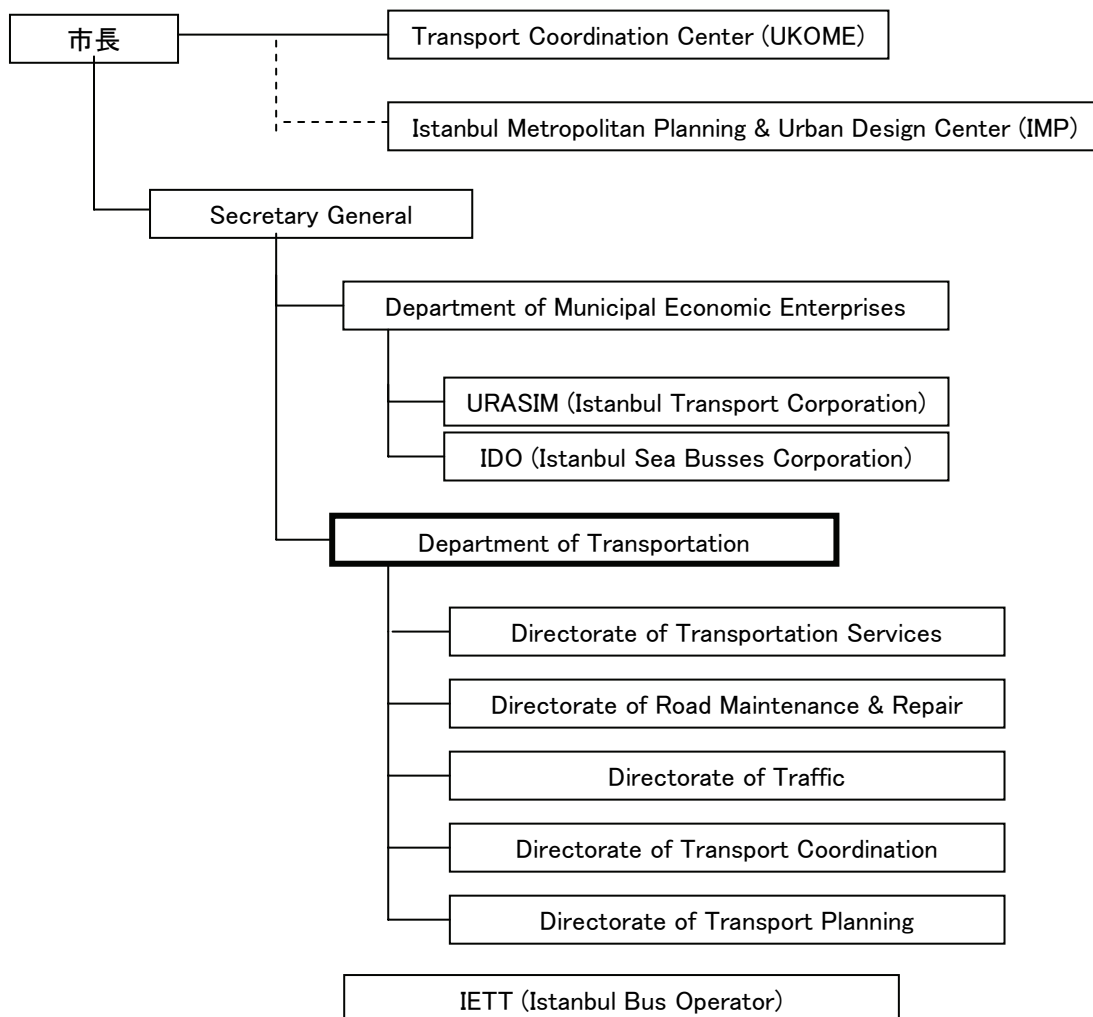 市長
Transport Coordination Center (UKOME)
Istanbul Metropolitan Planning & Urban Design Center (IMP)
Secretary General
Department of Municipal Economic Enterprises
URASIM (Istanbul Transport Corporation)
IDO (Istanbul Sea Busses Corporation)
Department of Transportation
Directorate of Transportation Services
Directorate of Road Maintenance & Repair
Directorate of Traffic
Directorate of Transport Coordination
Directorate of Transport Planning
IETT (Istanbul Bus Operator)